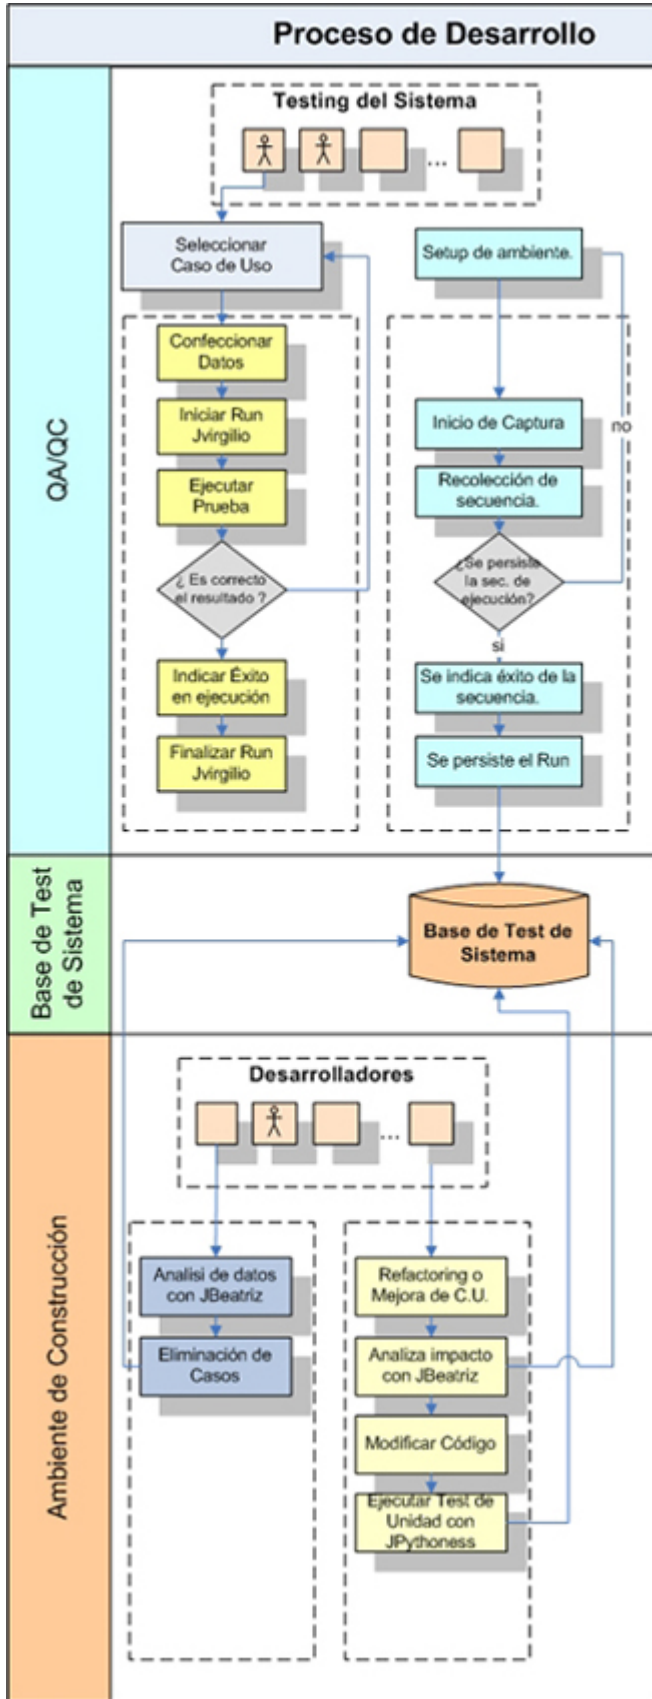 Proceso de Desarrollo
QA/QC
Testing del Sistema
...
Seleccionar
Caso de Uso
Confeccionar
Datos
Iniciar Run
Jvirgilio
Ejecutar
Prueba
¿ Es correcto
el resultado ?
Indicar Éxito
en ejecución
Finalizar Run
Jvirgilio
Setup de ambiente.
Inicio de Captura
no
Recolección de
secuencia.
¿Se persiste
la sec. de
ejecución?
si
Se indica éxito de la
secuencia.
Se persiste el Run
Base de Test
de Sistema
Base de Test de
Sistema
Ambiente de Construcción
Desarrolladores
...
Analisi de datos
con JBeatriz
Eliminación de
Casos
Refactoring o
Mejora de C.U.
Analiza impacto
con JBeatriz
Modificar Código
Ejecutar Test de
Unidad con
JPythoness